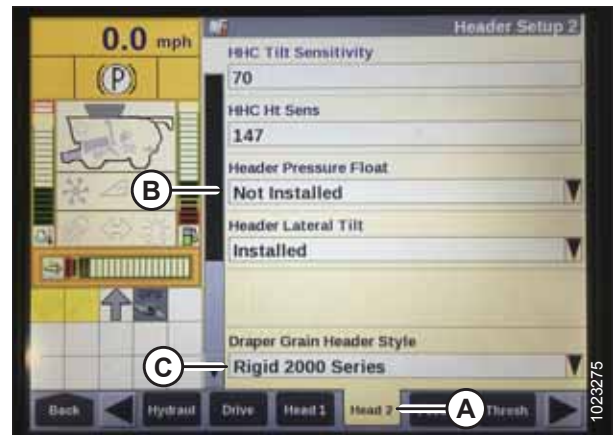 0.0 mph
Header Setup 2
(P)
HHC Tilt Sensitivity
70
HHC Ht Sens
147
Header Pressure Float
B
Not Installed
Header Lateral Tilt
Installed
Draper Grain Header Style
C
Rigid 2000 Series
Back
Hydraul
Drive
Head 1
Head 2
A
Thresh
1023275